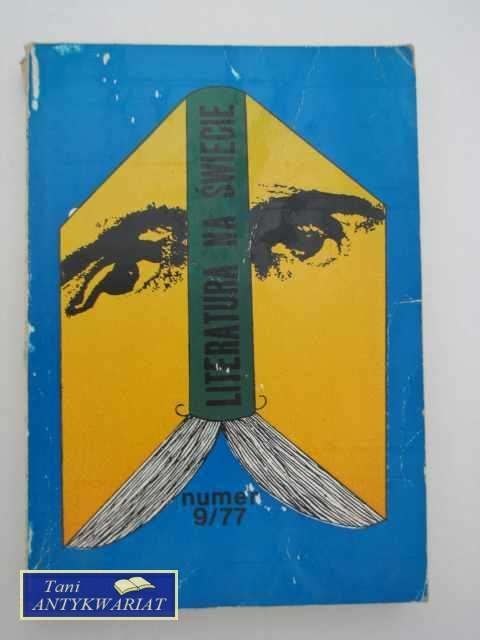 LITERATURA NA ŚWIECIE
numer
9/77
Tani
ANTYKWARIAT